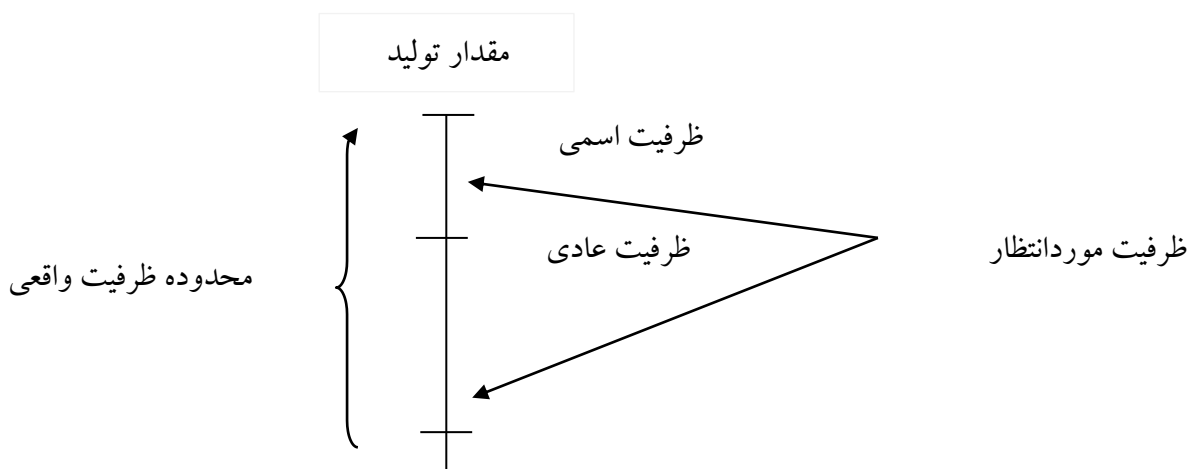 مقدار تولید
ظرفیت اسمی
ظرفیت موردانتظار
ظرفیت عادی
محدوده ظرفیت واقعی